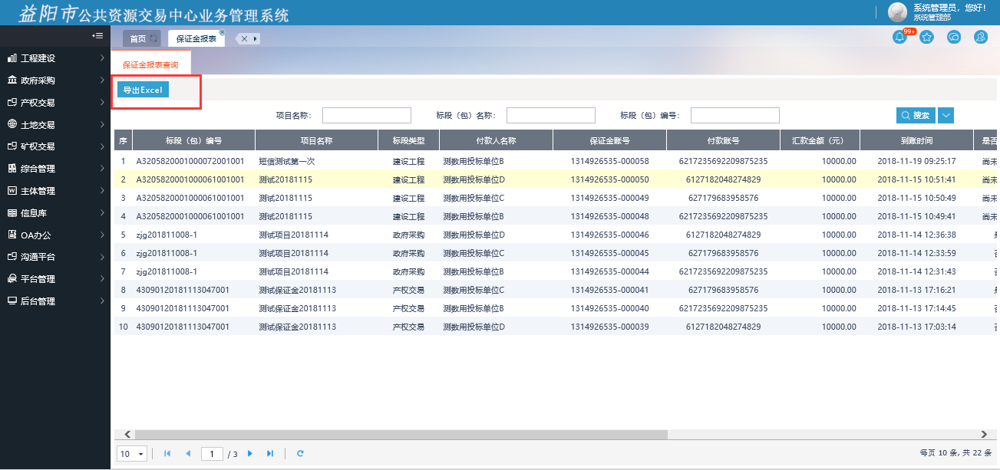 益阳市公共资源交易中心业务管理系统
系统管理员，您好！
系统管理部
首页
保证金报表
99+
工程建设
政府采购
产权交易
土地交易
矿权交易
综合管理
主体管理
信息库
OA办公
沟通平台
平台管理
后台管理
保证金报表查询
导出Excel
项目名称： 标段（包）名称： 标段（包）编号： 搜索
序 标段（包）编号 项目名称 标段类型 付款人名称 保证金账号 付款账号 汇款金额（元） 到账时间 是否
1 A3205820001000072001001 短信测试第一次 建设工程 测数用投标单位B 1314926535-000058 6217235692209875235 10000.00 2018-11-19 09:25:17 尚未
2 A3205820001000061001001 测试20181115 建设工程 测数用投标单位D 1314926535-000050 6127182048274829 10000.00 2018-11-15 10:51:41 尚未
3 A3205820001000061001001 测试20181115 建设工程 测数用投标单位C 1314926535-000049 627179683958576 10000.00 2018-11-15 10:50:49 尚未
4 A3205820001000061001001 测试20181115 建设工程 测数用投标单位B 1314926535-000048 6217235692209875235 10000.00 2018-11-15 10:49:41 尚未
5 zjg201811008-1 测试项目20181114 政府采购 测数用投标单位D 1314926535-000046 6127182048274829 10000.00 2018-11-14 12:36:38
6 zjg201811008-1 测试项目20181114 政府采购 测数用投标单位C 1314926535-000045 627179683958576 10000.00 2018-11-14 12:33:59
7 zjg201811008-1 测试项目20181114 政府采购 测数用投标单位B 1314926535-000044 6217235692209875235 10000.00 2018-11-14 12:31:43
8 43090120181113047001 测试保证金20181113 产权交易 测数用投标单位C 1314926535-000041 627179683958576 10000.00 2018-11-13 17:16:21
9 43090120181113047001 测试保证金20181113 产权交易 测数用投标单位B 1314926535-000040 6217235692209875235 10000.00 2018-11-13 17:14:45
10 43090120181113047001 测试保证金20181113 产权交易 测数用投标单位D 1314926535-000039 6127182048274829 10000.00 2018-11-13 17:03:14
10 1 / 3 每页 10 条, 共 22 条